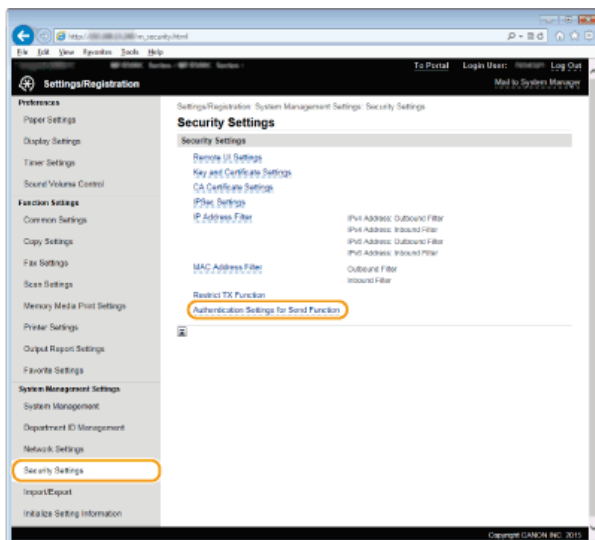 http://
m_security.html
File Edit View Favorites Tools Help
To Portal Login User: Log Out
Settings/Registration
Mail to System Manager
Preferences
Paper Settings
Display Settings
Timer Settings
Sound Volume Control
Function Settings
Common Settings
Copy Settings
Fax Settings
Scan Settings
Memory Media Print Settings
Printer Settings
Output Report Settings
Favorite Settings
System Management Settings
System Management
Department ID Management
Network Settings
Security Settings
Import/Export
Initialize Setting Information
Settings/Registration: System Management Settings: Security Settings
Security Settings
Security Settings
Remote UI Settings
Key and Certificate Settings
CA Certificate Settings
IPSec Settings
IP Address Filter
IPv4 Address: Outbound Filter
IPv4 Address: Inbound Filter
IPv6 Address: Outbound Filter
IPv6 Address: Inbound Filter
MAC Address Filter
Outbound Filter
Inbound Filter
Restrict TX Function
Authentication Settings for Send Function
Copyright CANON INC. 2015